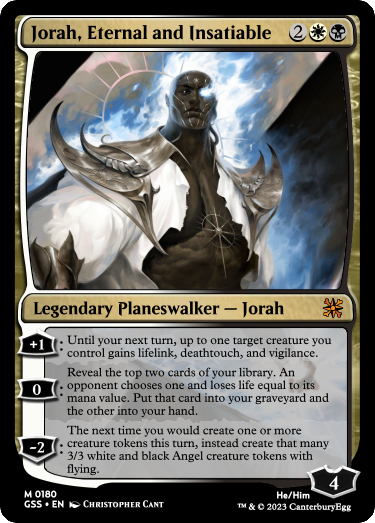 Jorah, Eternal and Insatiable 2
Legendary Planeswalker — Jorah
+1: Until your next turn, up to one target creature you
control gains lifelink, deathtouch, and vigilance.
Reveal the top two cards of your library. An
0: opponent chooses one and loses life equal to its
mana value. Put that card into your graveyard and
the other into your hand.
The next time you would create one or more
-2: creature tokens this turn, instead create that many
3/3 white and black Angel creature tokens with
flying.
4
M 0180
GSS • EN Christopher Cant
He/Him
™ & © 2023 CanterburyEgg